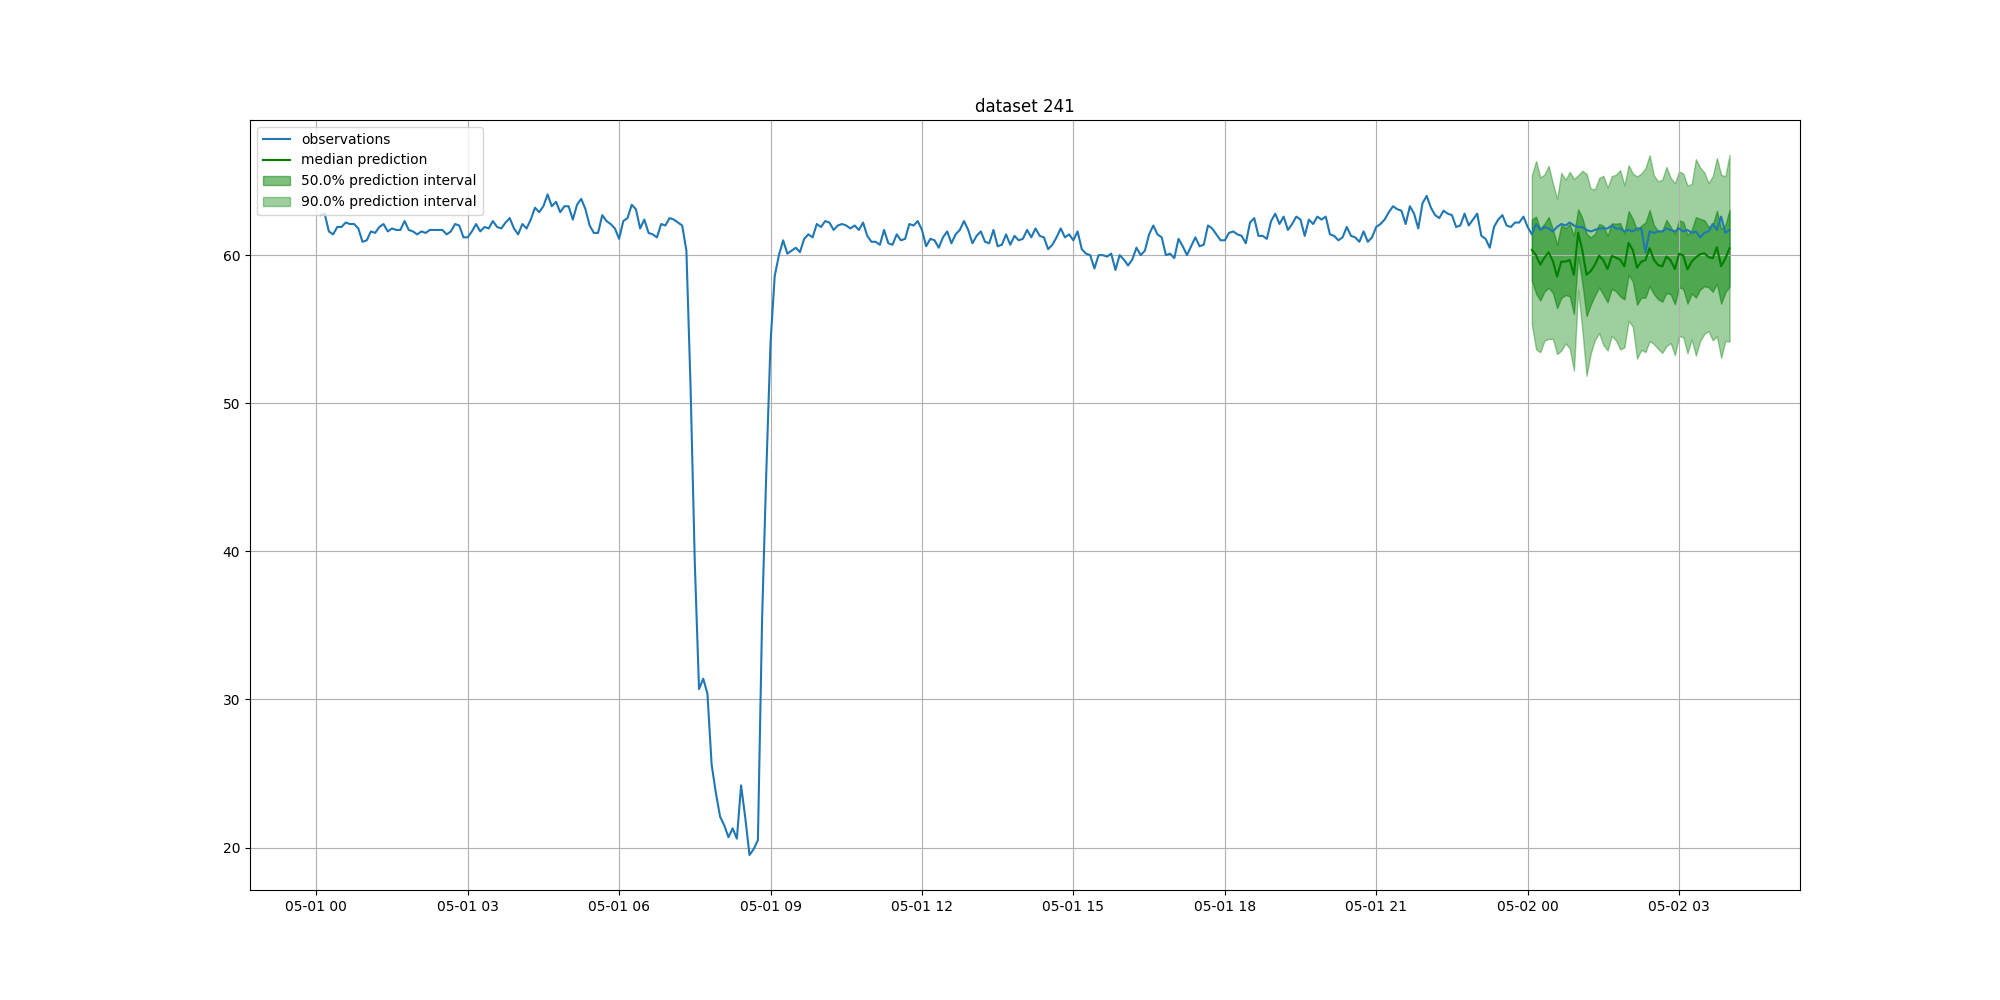 dataset 241
observations
median prediction
50.0% prediction interval
90.0% prediction interval
60
50
40
30
20
05-01 00 05-01 03 05-01 06 05-01 09 05-01 12 05-01 15 05-01 18 05-01 21 05-02 00 05-02 03